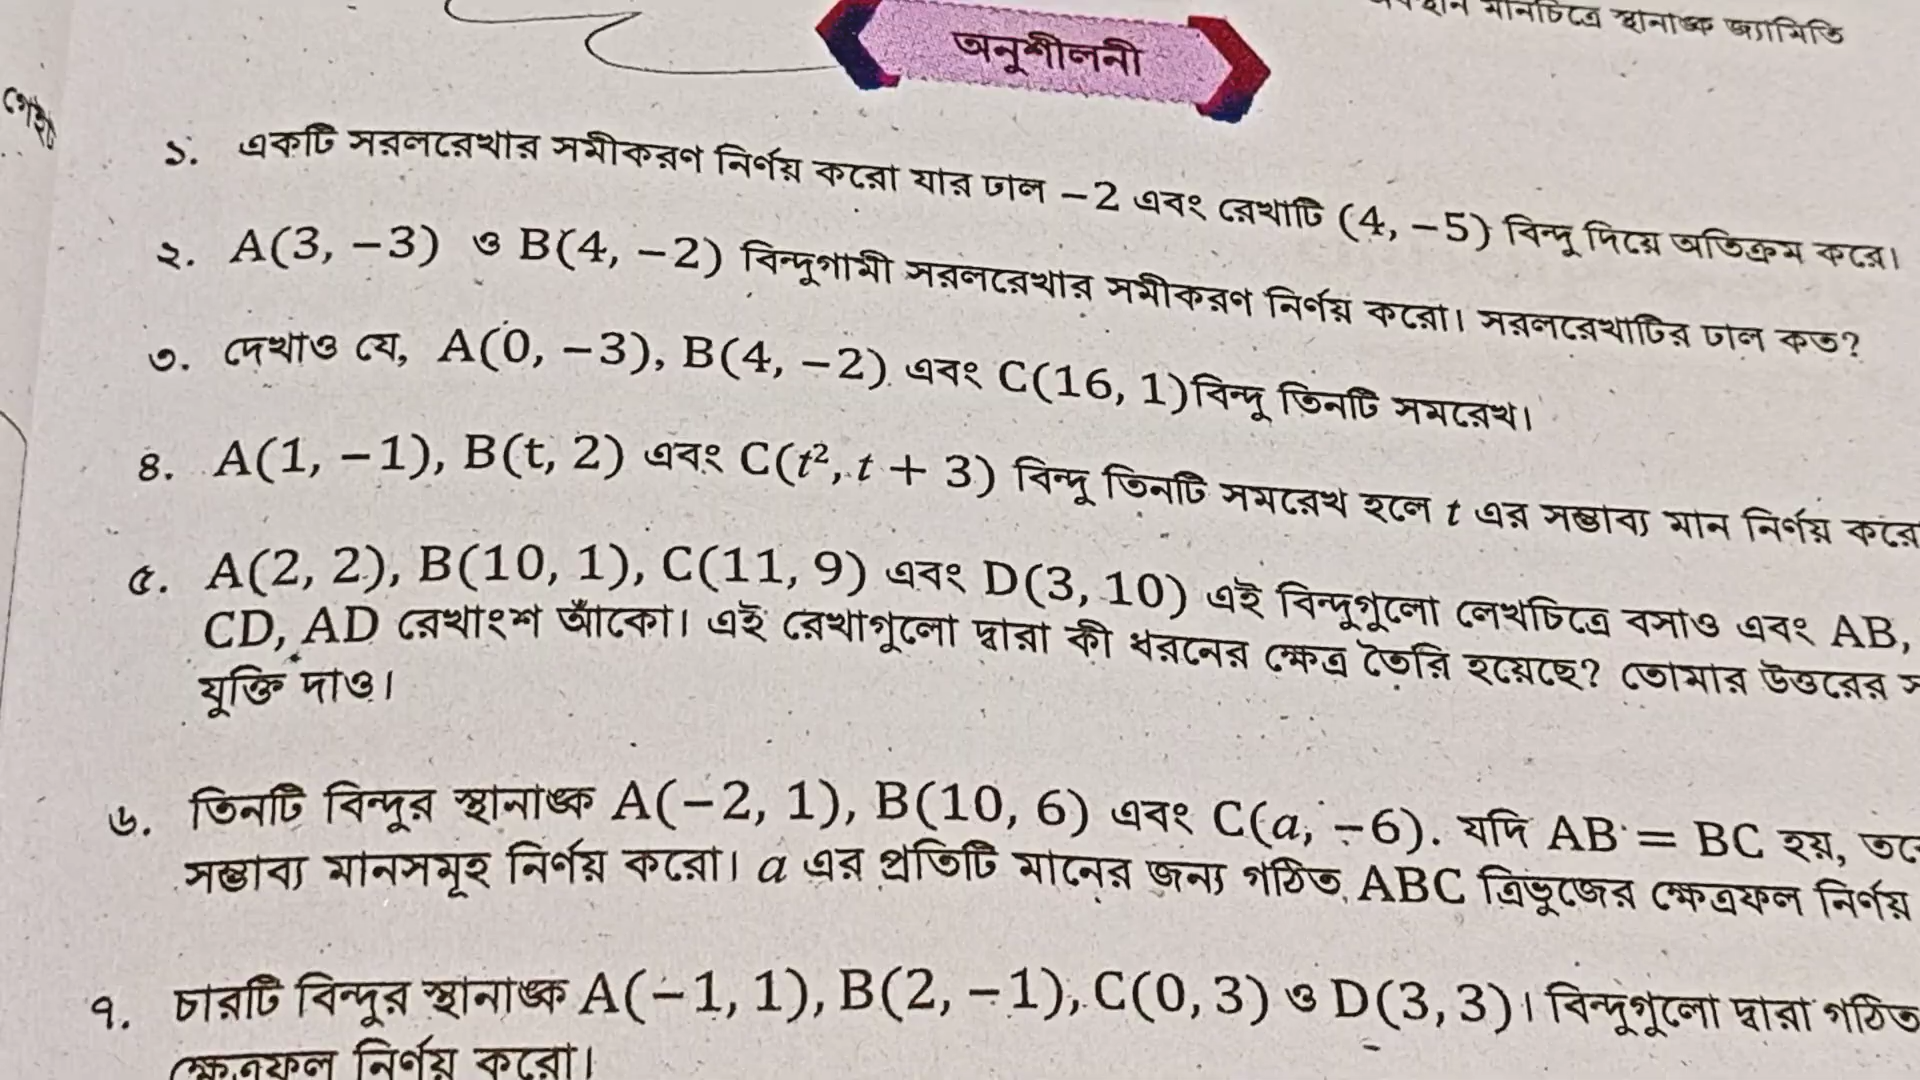 মানচিত্রে স্থানাঙ্ক জ্যামিতি
অনুশীলনী
১. একটি সরলরেখার সমীকরণ নির্ণয় করো যার ঢাল −2 এবং রেখাটি (4, −5) বিন্দু দিয়ে অতিক্রম করে।
২. A(3, −3) ও B(4, −2) বিন্দুগামী সরলরেখার সমীকরণ নির্ণয় করো। সরলরেখাটির ঢাল কত?
৩. দেখাও যে, A(0, −3), B(4, −2) এবং C(16, 1)বিন্দু তিনটি সমরেখ।
৪. A(1, −1), B(t, 2) এবং C(t², t + 3) বিন্দু তিনটি সমরেখ হলে t এর সম্ভাব্য মান নির্ণয় করে
৫. A(2, 2), B(10, 1), C(11, 9) এবং D(3, 10) এই বিন্দুগুলো লেখচিত্রে বসাও এবং AB,
CD, AD রেখাংশ আঁকো। এই রেখাগুলো দ্বারা কী ধরনের ক্ষেত্র তৈরি হয়েছে? তোমার উত্তরের
যুক্তি দাও।
৬. তিনটি বিন্দুর স্থানাঙ্ক A(−2, 1), B(10, 6) এবং C(a, −6). যদি AB = BC হয়,
সম্ভাব্য মানসমূহ নির্ণয় করো। a এর প্রতিটি মানের জন্য গঠিত ABC ত্রিভুজের ক্ষেত্রফল নির্ণয়
৭. চারটি বিন্দুর স্থানাঙ্ক A(−1, 1), B(2, −1), C(0, 3) ও D(3, 3)। বিন্দুগুলো দ্বারা গঠিত
ক্ষেত্রফল নির্ণয় করো।